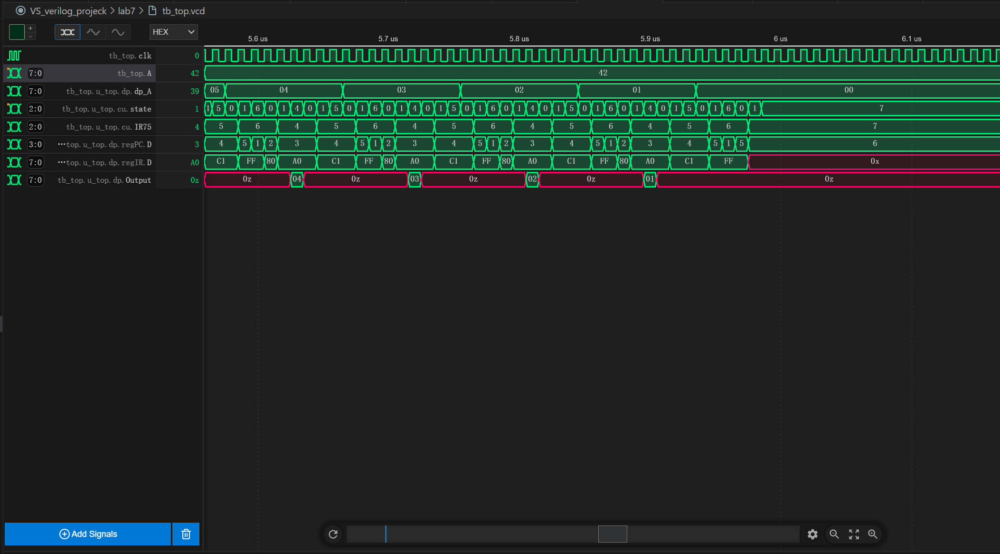 VS_verilog_projeck > lab7 > tb_top.vcd
+
-
HEX
5.6 us 5.7 us 5.8 us 5.9 us 6 us 6.1 us
tb_top.clk 0
7:0 tb_top.A 42 42
7:0 tb_top.u_top.dp.dp_A 39 05 04 03 02 01 00
2:0 tb_top.u_top.cu.state 1 1 5 0 1 6 0 1 4 0 1 5 0 1 6 0 1 4 0 1 5 0 1 6 0 1 4 0 1 5 0 1 6 0 1 4 0 1 5 0 1 6 0 1 7
2:0 tb_top.u_top.cu.IR75 4 5 6 4 5 6 4 5 6 4 5 6 4 5 6 7
3:0 ···top.u_top.dp.regPC.D 3 4 5 1 2 3 4 5 1 2 3 4 5 1 2 3 4 5 1 2 3 4 5 1 5 6
7:0 ···top.u_top.dp.regIR.D A0 C1 FF 80 A0 C1 FF 80 A0 C1 FF 80 A0 C1 FF 80 A0 C1 FF 0x
7:0 tb_top.u_top.dp.Output 0z 0z 04 0z 03 0z 02 0z 01 0z
Add Signals